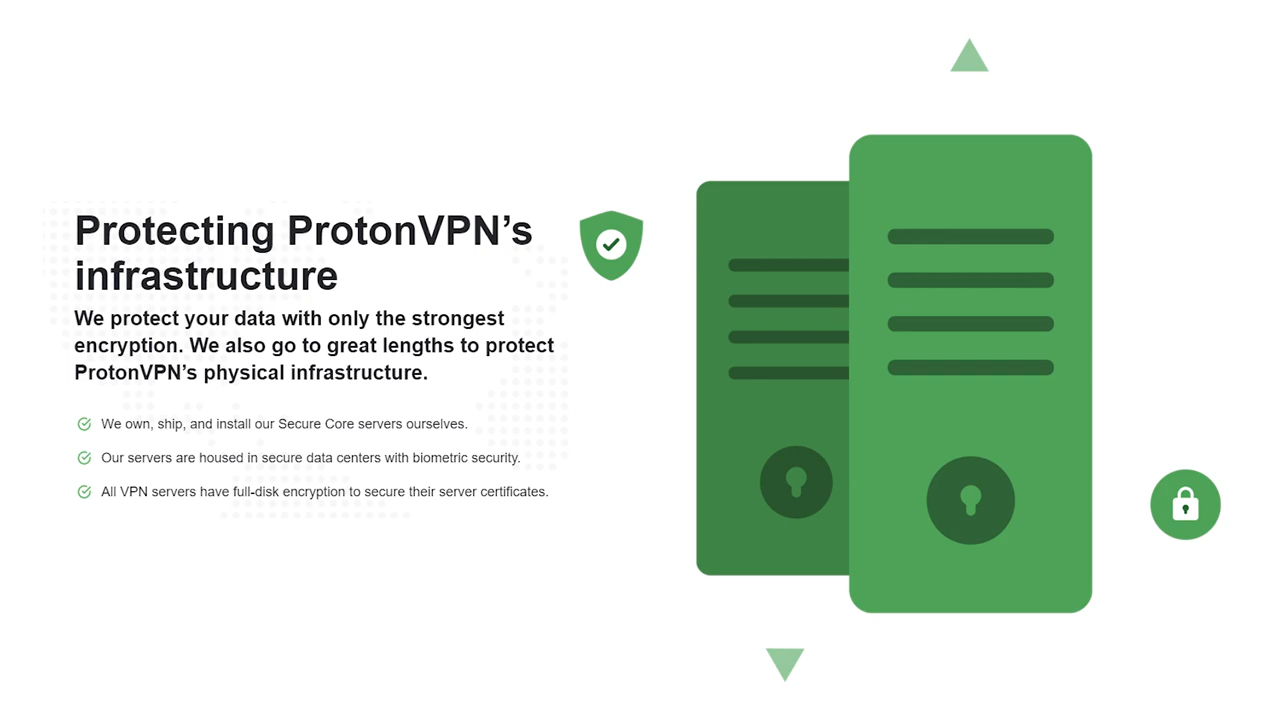 Protecting ProtonVPN’s
infrastructure
We protect your data with only the strongest
encryption. We also go to great lengths to protect
ProtonVPN’s physical infrastructure.
We own, ship, and install our Secure Core servers ourselves.
Our servers are housed in secure data centers with biometric security.
All VPN servers have full-disk encryption to secure their server certificates.